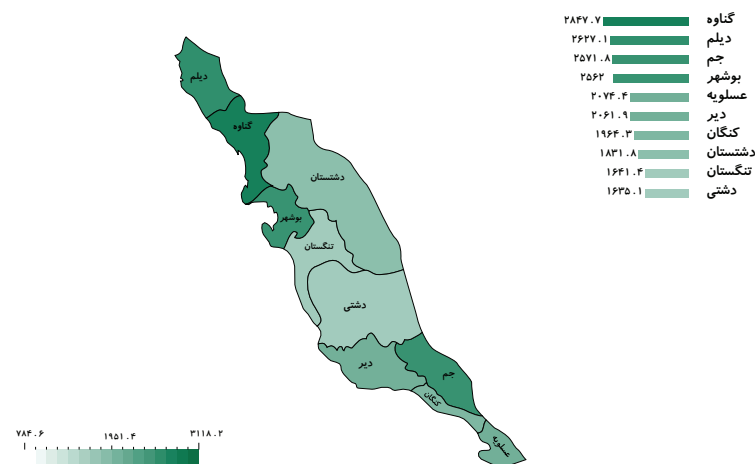 گناوه ۲۸۴۷.۷
دیلم ۲۶۲۷.۱
جم ۲۵۷۱.۸
بوشهر ۲۵۶۲
عسلویه ۲۰۷۴.۴
دیر ۲۰۶۱.۹
کنگان ۱۹۶۴.۳
دشتستان ۱۸۳۱.۸
تنگستان ۱۶۴۱.۴
دشتی ۱۶۳۵.۱
دیلم
گناوه
دشتستان
بوشهر
تنگستان
دشتی
دیر
جم
کنگان
عسلویه
۷۸۴.۶ ۱۹۵۱.۴ ۳۱۱۸.۲